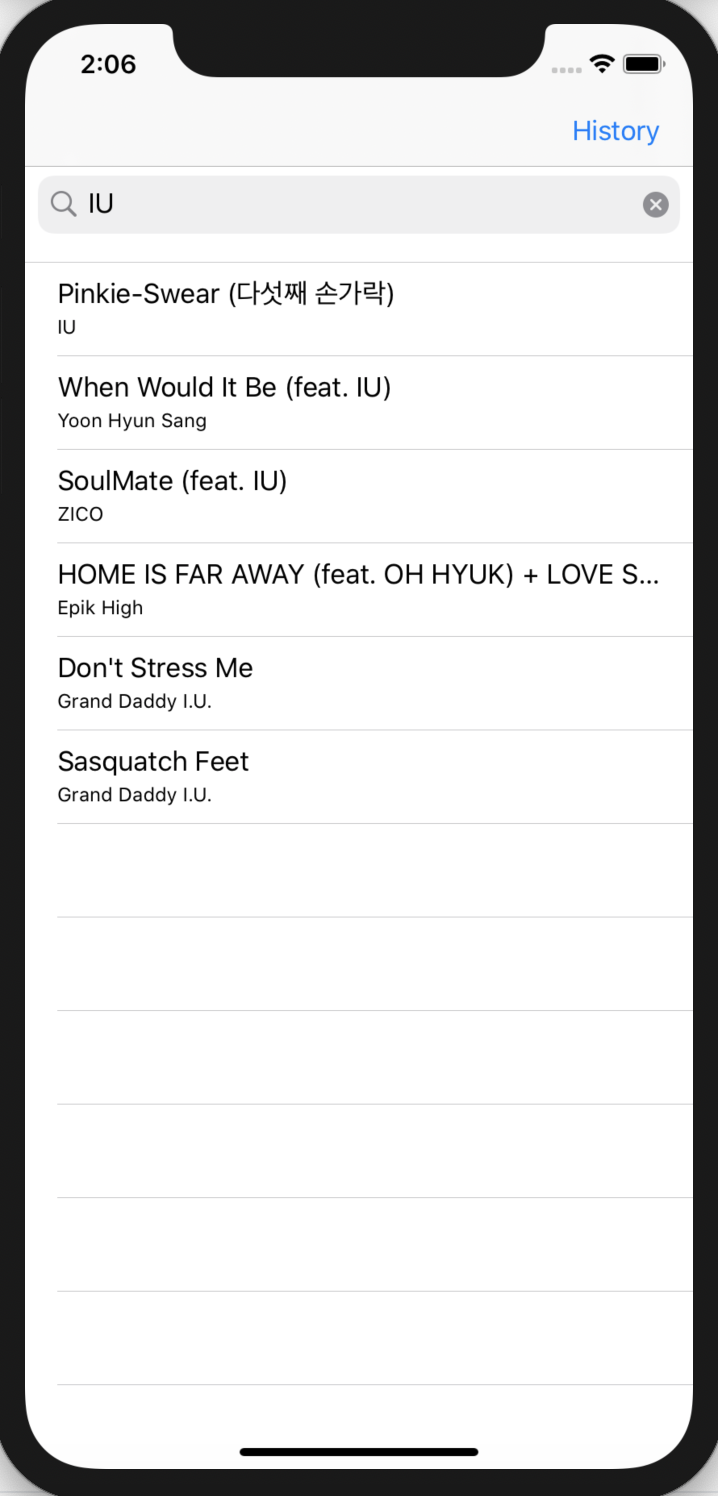 2:06
History
IU
Pinkie-Swear (다섯째 손가락)
IU
When Would It Be (feat. IU)
Yoon Hyun Sang
SoulMate (feat. IU)
ZICO
HOME IS FAR AWAY (feat. OH HYUK) + LOVE S...
Epik High
Don't Stress Me
Grand Daddy I.U.
Sasquatch Feet
Grand Daddy I.U.